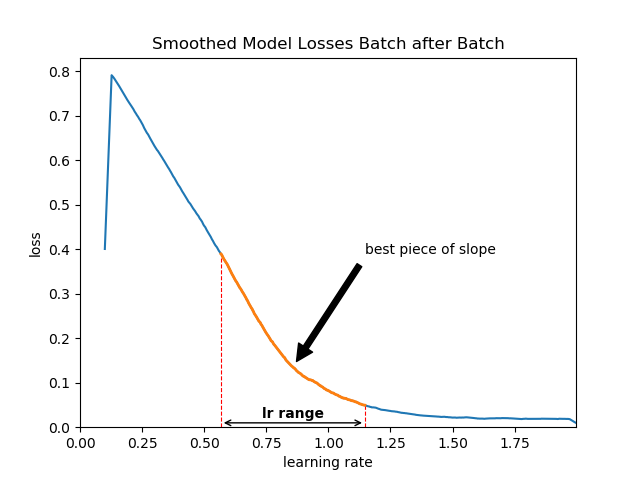 Smoothed Model Losses Batch after Batch
0.8
0.7
0.6
0.5
0.4
0.3
0.2
0.1
0.0
loss
best piece of slope
lr range
0.00 0.25 0.50 0.75 1.00 1.25 1.50 1.75
learning rate